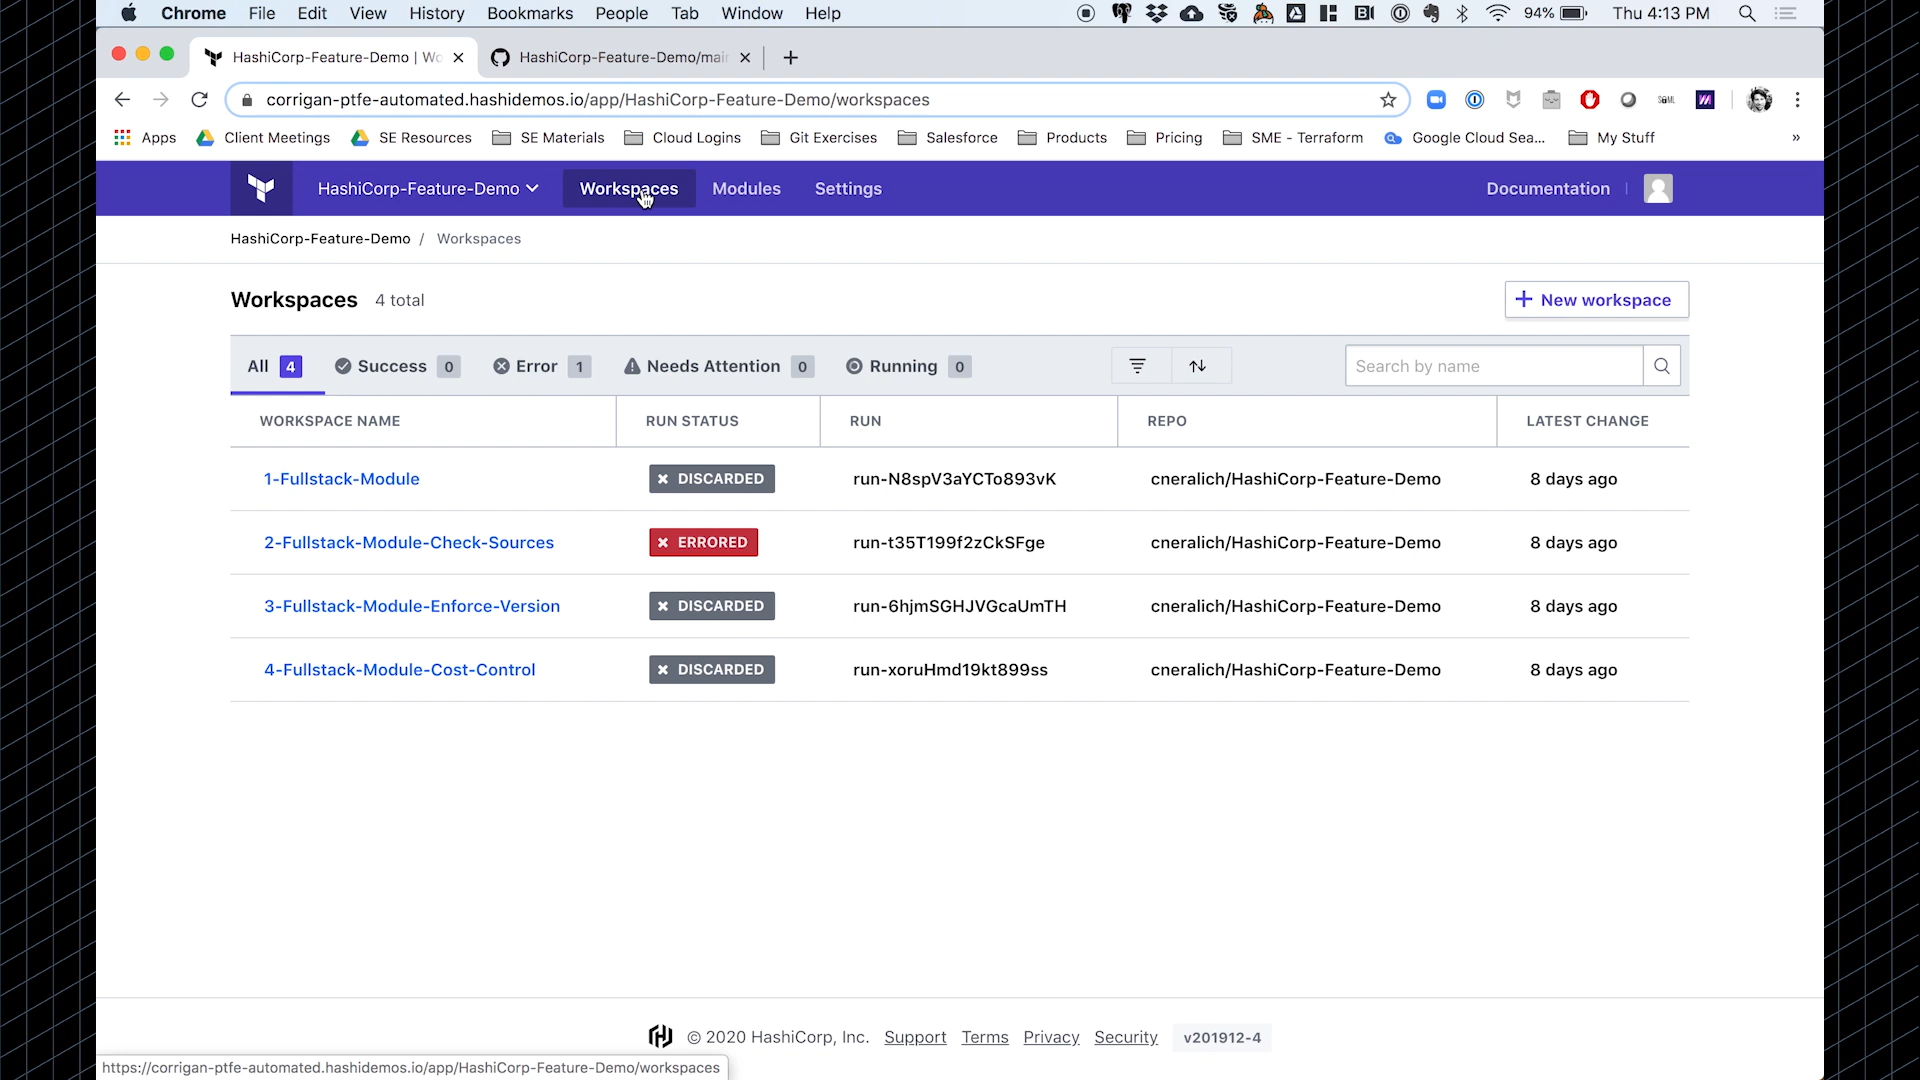 Chrome File Edit View History Bookmarks People Tab Window Help 94% Thu 4:13 PM
HashiCorp-Feature-Demo | Wo HashiCorp-Feature-Demo/main
corrigan-ptfe-automated.hashidemos.io/app/HashiCorp-Feature-Demo/workspaces
Apps Client Meetings SE Resources SE Materials Cloud Logins Git Exercises Salesforce Products Pricing SME - Terraform Google Cloud Sea... My Stuff »
HashiCorp-Feature-Demo Workspaces Modules Settings Documentation
HashiCorp-Feature-Demo / Workspaces
Workspaces 4 total + New workspace
All 4 Success 0 Error 1 Needs Attention 0 Running 0 Search by name
WORKSPACE NAME RUN STATUS RUN REPO LATEST CHANGE
1-Fullstack-Module DISCARDED run-N8spV3aYCTo893vK cneralich/HashiCorp-Feature-Demo 8 days ago
2-Fullstack-Module-Check-Sources ERRORED run-t35T199f2zCkSFge cneralich/HashiCorp-Feature-Demo 8 days ago
3-Fullstack-Module-Enforce-Version DISCARDED run-6hjmSGHJVGcaUmTH cneralich/HashiCorp-Feature-Demo 8 days ago
4-Fullstack-Module-Cost-Control DISCARDED run-xoruHmd19kt899ss cneralich/HashiCorp-Feature-Demo 8 days ago
© 2020 HashiCorp, Inc. Support Terms Privacy Security v201912-4
https://corrigan-ptfe-automated.hashidemos.io/app/HashiCorp-Feature-Demo/workspaces